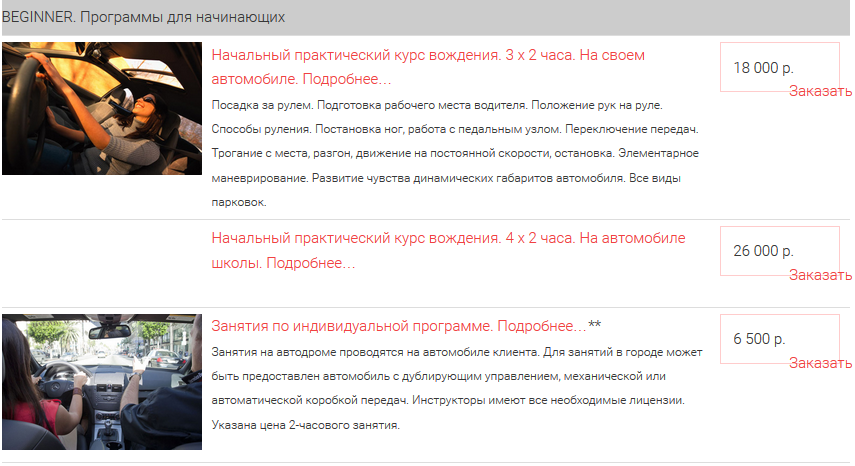 BEGINNER. Программы для начинающих
Начальный практический курс вождения. 3 х 2 часа. На своем
автомобиле. Подробнее...
18 000 р.
Заказать
Посадка за рулем. Подготовка рабочего места водителя. Положение рук на руле.
Способы руления. Постановка ног, работа с педальным узлом. Переключение передач.
Трогание с места, разгон, движение на постоянной скорости, остановка. Элементарное
маневрирование. Развитие чувства динамических габаритов автомобиля. Все виды
парковок.
Начальный практический курс вождения. 4 х 2 часа. На автомобиле
школы. Подробнее...
26 000 р.
Заказать
Занятия по индивидуальной программе. Подробнее...**
6 500 р.
Заказать
Занятия на автодроме проводятся на автомобиле клиента. Для занятий в городе может
быть предоставлен автомобиль с дублирующим управлением, механической или
автоматической коробкой передач. Инструкторы имеют все необходимые лицензии.
Указана цена 2-часового занятия.